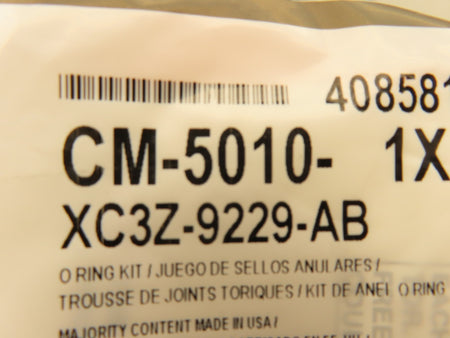 408581
CM-5010- 1X
XC3Z-9229-AB
O RING KIT / JUEGO DE SELLOS ANULARES /
TROUSSE DE JOINTS TORIQUES / KIT DE ANEL O RING
MAJORITY CONTENT MADE IN USA /